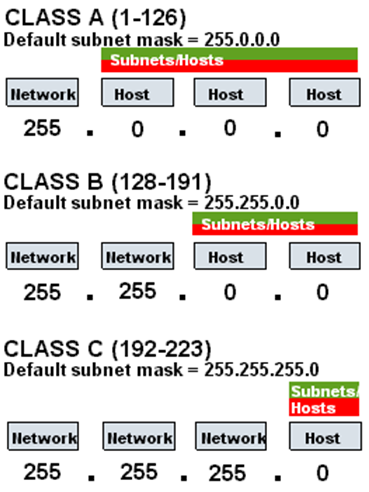 CLASS A (1-126)
Default subnet mask = 255.0.0.0
Subnets/Hosts
Network Host Host Host
255 . 0 . 0 . 0
CLASS B (128-191)
Default subnet mask = 255.255.0.0
Subnets/Hosts
Network Network Host Host
255 . 255 . 0 . 0
CLASS C (192-223)
Default subnet mask = 255.255.255.0
Subnets/
Hosts
Network Network Network Host
255 . 255 . 255 . 0